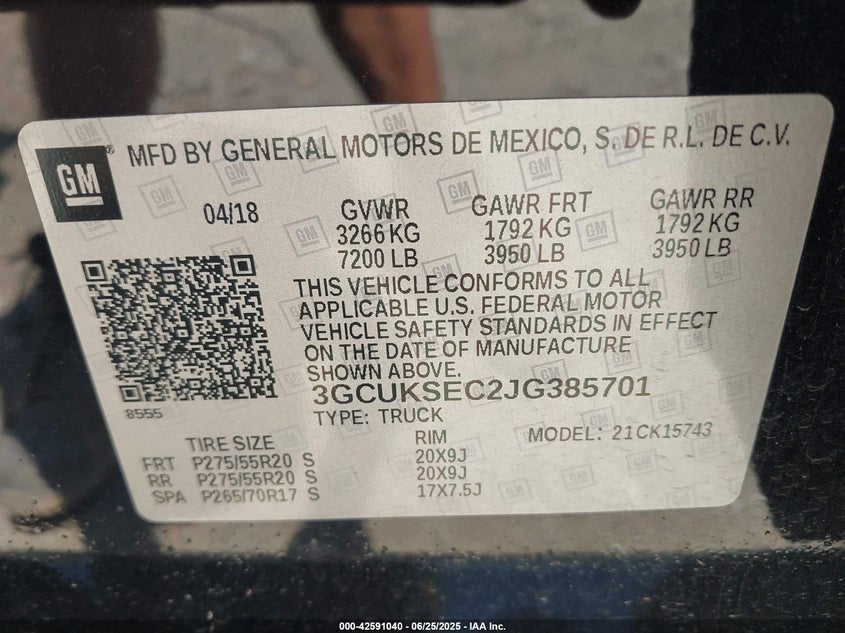 GM
MFD BY GENERAL MOTORS DE MEXICO, S. DE R.L. DE C.V.
04/18
GVWR GAWR FRT GAWR RR
3266 KG 1792 KG 1792 KG
7200 LB 3950 LB 3950 LB
THIS VEHICLE CONFORMS TO ALL
APPLICABLE U.S. FEDERAL MOTOR
VEHICLE SAFETY STANDARDS IN EFFECT
ON THE DATE OF MANUFACTURE
SHOWN ABOVE.
3GCUKSEC2JG385701
8555
TYPE: TRUCK
TIRE SIZE RIM MODEL: 21CK15743
FRT P275/55R20 S 20X9J
RR P275/55R20 S 20X9J
SPA P265/70R17 S 17X7.5J
000-42591040 - 06/25/2025 - IAA Inc.